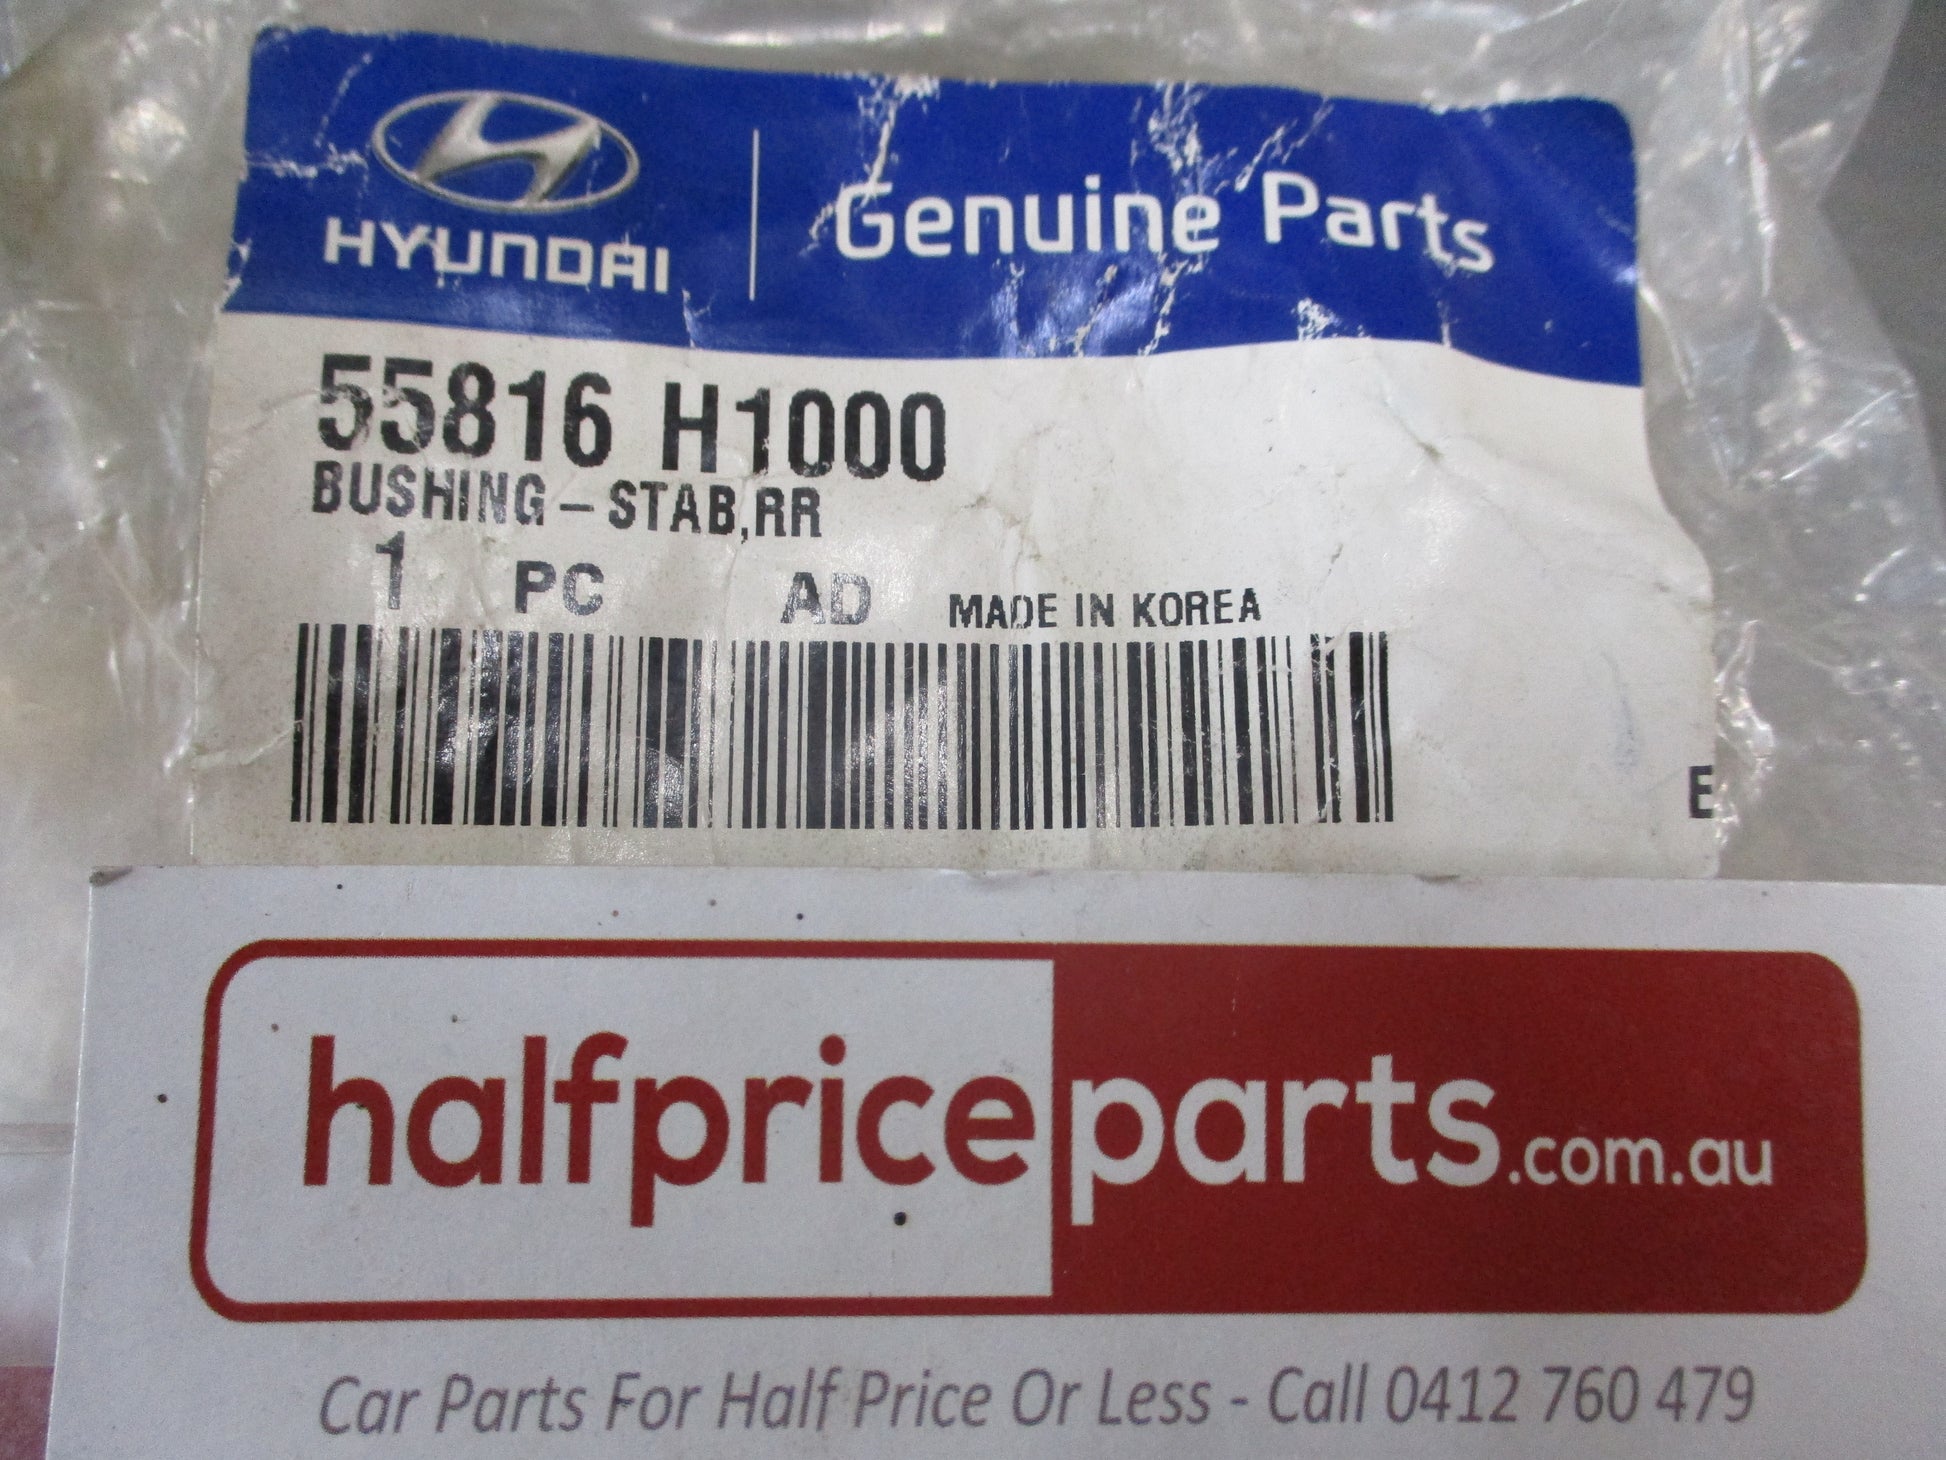 HYUNDAI
Genuine Parts
55816 H1000
BUSHING-STAB,RR
1 PC AD MADE IN KOREA
E
halfpriceparts.com.au
Car Parts For Half Price Or Less - Call 0412 760 479